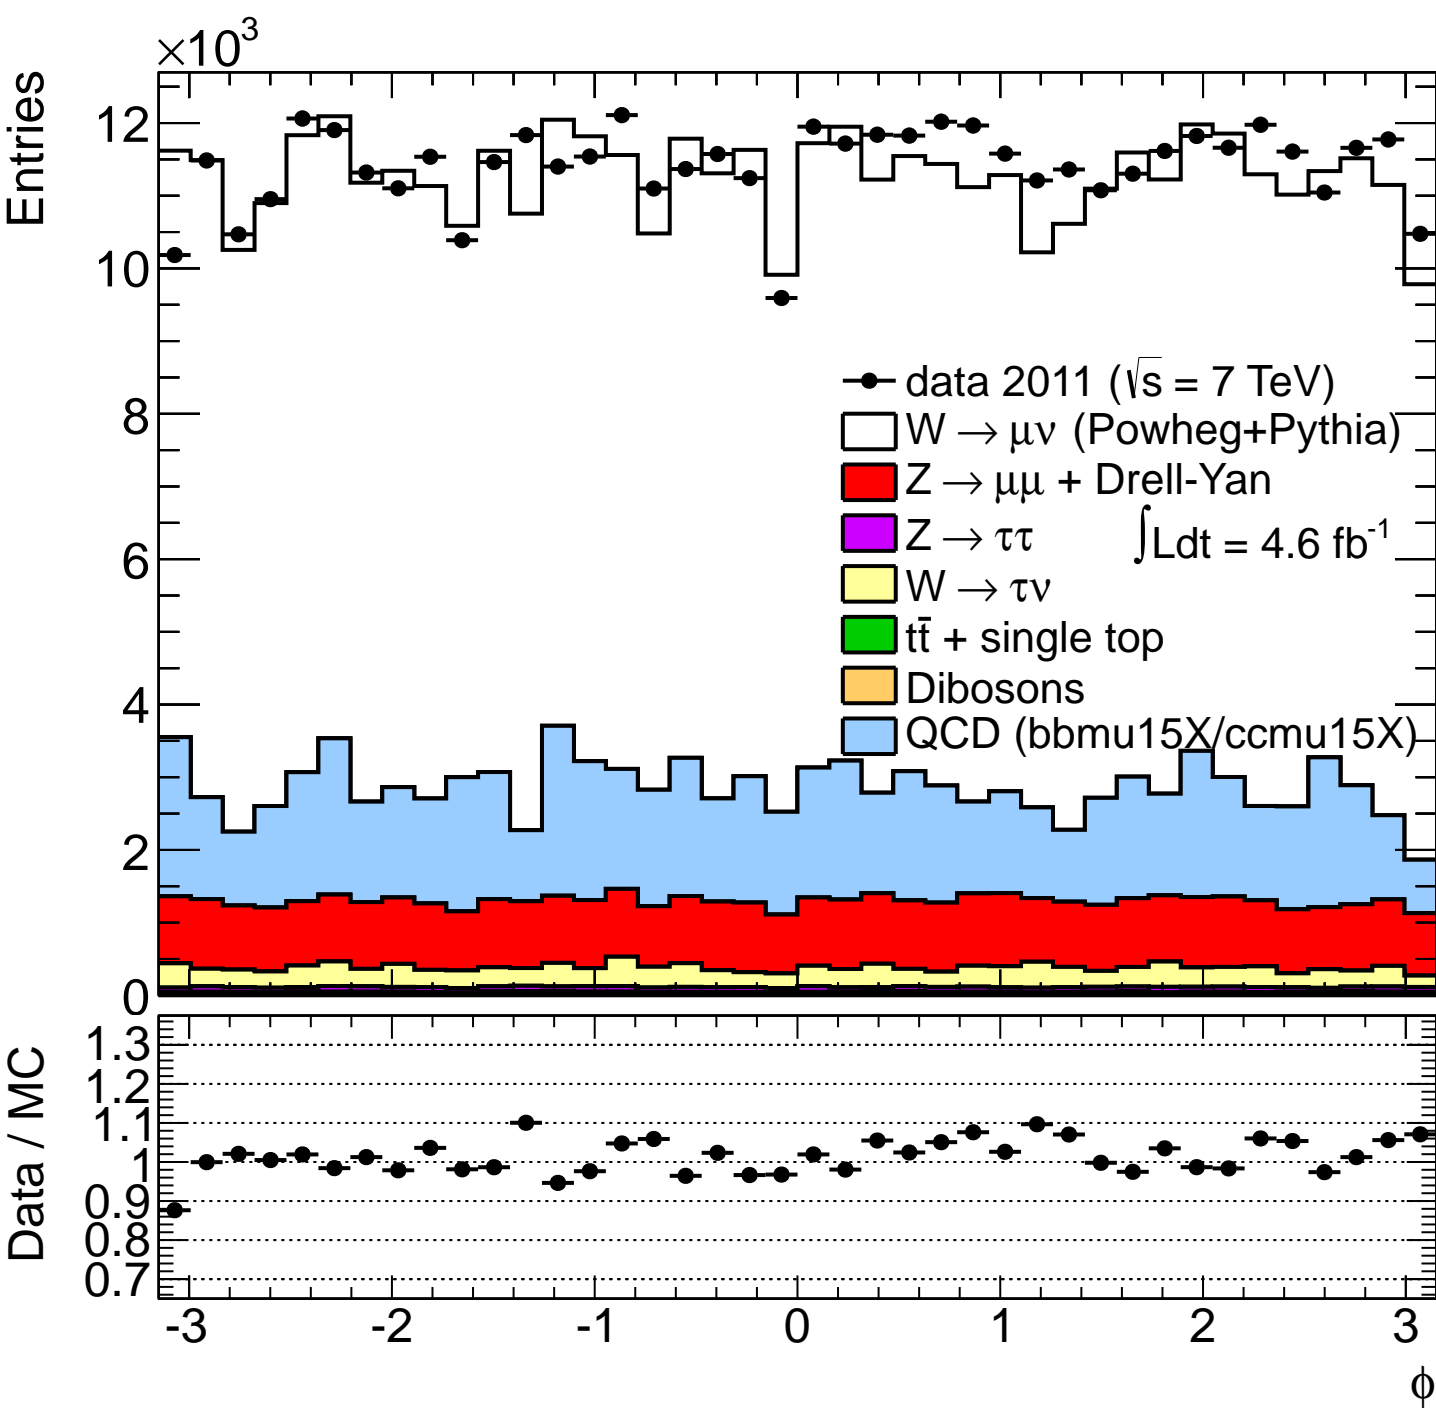 ×10³
Entries
12
10
8
6
4
2
0
data 2011 (√s = 7 TeV)
W → μν (Powheg+Pythia)
Z → μμ + Drell-Yan
Z → ττ
∫Ldt = 4.6 fb⁻¹
W → τν
tt̄ + single top
Dibosons
QCD (bbmu15X/ccmu15X)
Data / MC
1.3
1.2
1.1
1
0.9
0.8
0.7
-3 -2 -1 0 1 2 3
ϕ